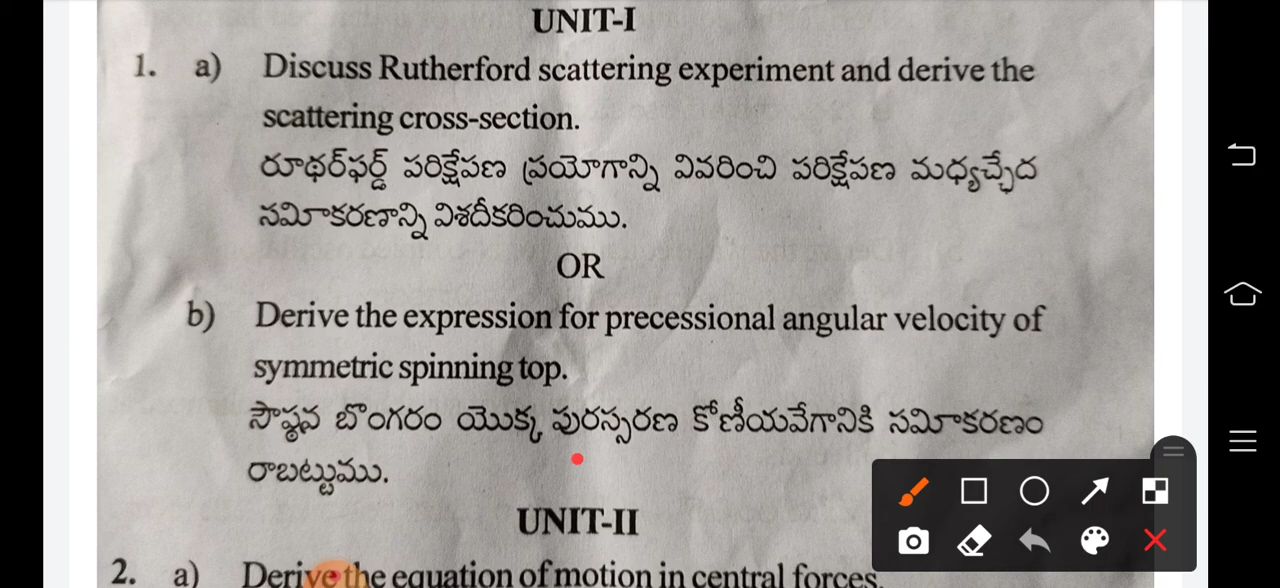 UNIT-I
1. a) Discuss Rutherford scattering experiment and derive the
scattering cross-section.
రూథర్‌ఫర్డ్ పరిక్షేపణ ప్రయోగాన్ని వివరించి పరిక్షేపణ మధ్యచ్ఛేద
సమీకరణాన్ని విశదీకరించుము.
OR
b) Derive the expression for precessional angular velocity of
symmetric spinning top.
సౌష్ఠవ బొంగరం యొక్క పురస్సరణ కోణీయవేగానికి సమీకరణం
రాబట్టుము.
UNIT-II
2. a) Derive the equation of motion in central forces.